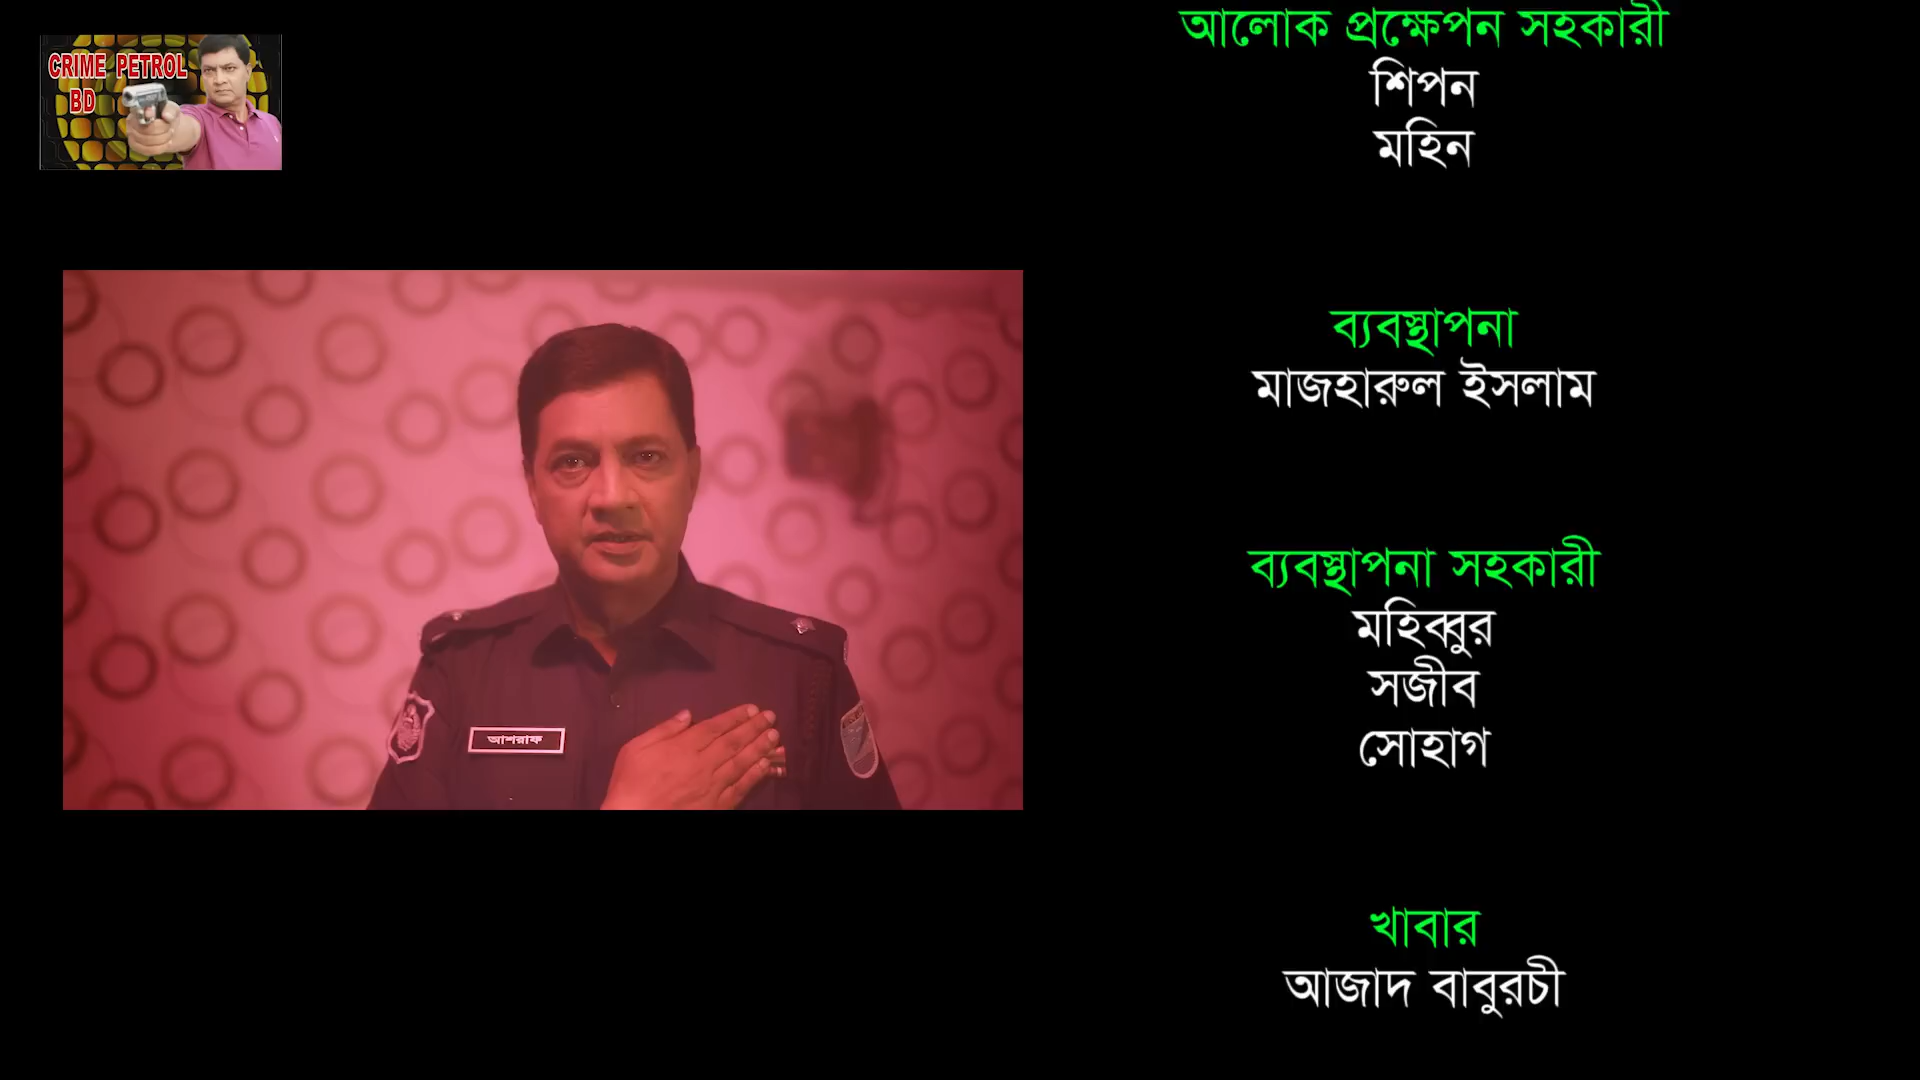 CRIME PETROL
BD
আশরাফ
আলোক প্রক্ষেপন সহকারী
শিপন
মহিন
ব্যবস্থাপনা
মাজহারুল ইসলাম
ব্যবস্থাপনা সহকারী
মহিব্বুর
সজীব
সোহাগ
খাবার
আজাদ বাবুরচী